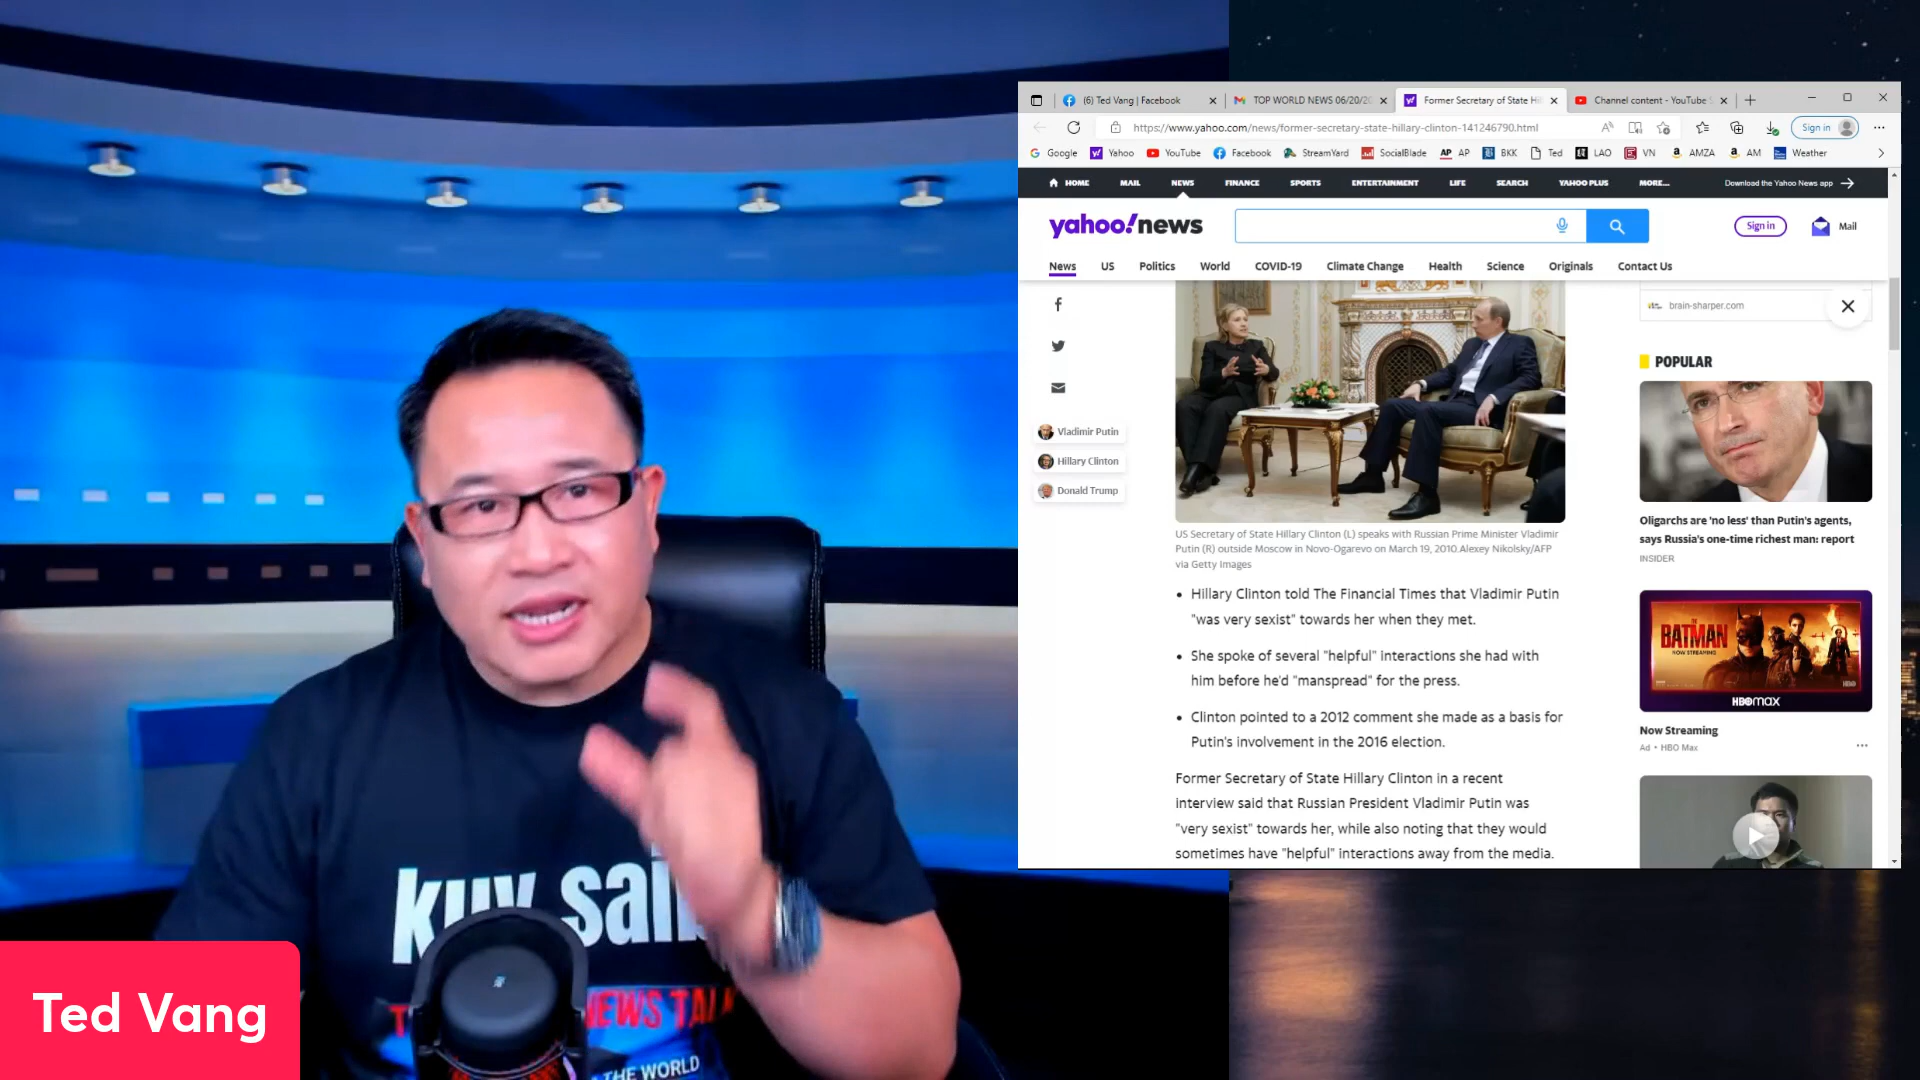 (6) Ted Vang | Facebook
TOP WORLD NEWS 06/20/20
Former Secretary of State Hi
Channel content - YouTube S
https://www.yahoo.com/news/former-secretary-state-hillary-clinton-141246790.html
Sign in
Google
Yahoo
YouTube
Facebook
StreamYard
SocialBlade
AP AP
BKK
Ted
LAO
VN
AMZA
AM
Weather
HOME
MAIL
NEWS
FINANCE
SPORTS
ENTERTAINMENT
LIFE
SEARCH
YAHOO PLUS
MORE...
Download the Yahoo News app
yahoo!news
Sign in
Mail
News
US
Politics
World
COVID-19
Climate Change
Health
Science
Originals
Contact Us
Vladimir Putin
Hillary Clinton
Donald Trump
US Secretary of State Hillary Clinton (L) speaks with Russian Prime Minister Vladimir
Putin (R) outside Moscow in Novo-Ogarevo on March 19, 2010.Alexey Nikolsky/AFP
via Getty Images
• Hillary Clinton told The Financial Times that Vladimir Putin
"was very sexist" towards her when they met.
• She spoke of several "helpful" interactions she had with
him before he'd "manspread" for the press.
• Clinton pointed to a 2012 comment she made as a basis for
Putin's involvement in the 2016 election.
Former Secretary of State Hillary Clinton in a recent
interview said that Russian President Vladimir Putin was
"very sexist" towards her, while also noting that they would
sometimes have "helpful" interactions away from the media.
brain-sharper.com
POPULAR
Oligarchs are 'no less' than Putin's agents,
says Russia's one-time richest man: report
INSIDER
THE
BATMAN
NOW STREAMING
HBO
HBOmax
Now Streaming
Ad • HBO Max
kuv sai
NEWS TALK
THE WORLD
Ted Vang